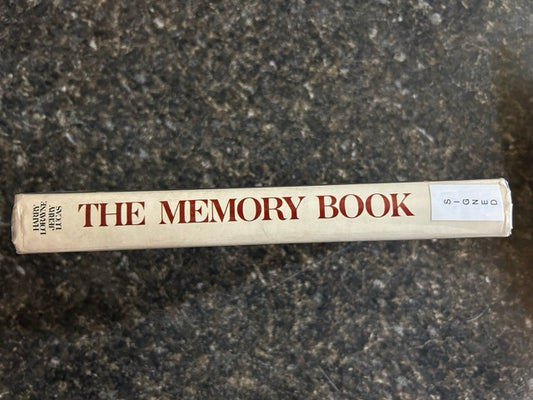 HARRY
LORAYNE
JERRY
LUCAS
THE MEMORY BOOK
SIGNED